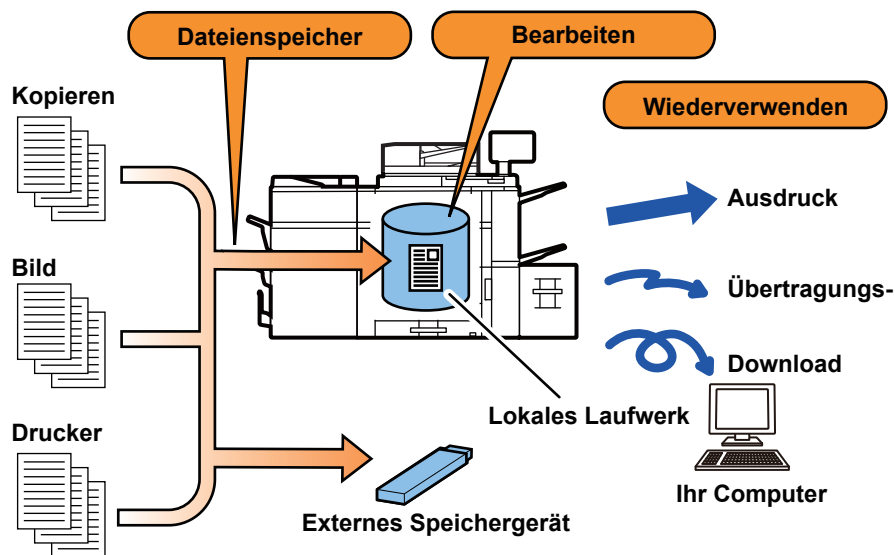 Dateienspeicher
Bearbeiten
Kopieren
Wiederverwenden
Ausdruck
Bild
Übertragungs-
Download
Lokales Laufwerk
Drucker
Ihr Computer
Externes Speichergerät